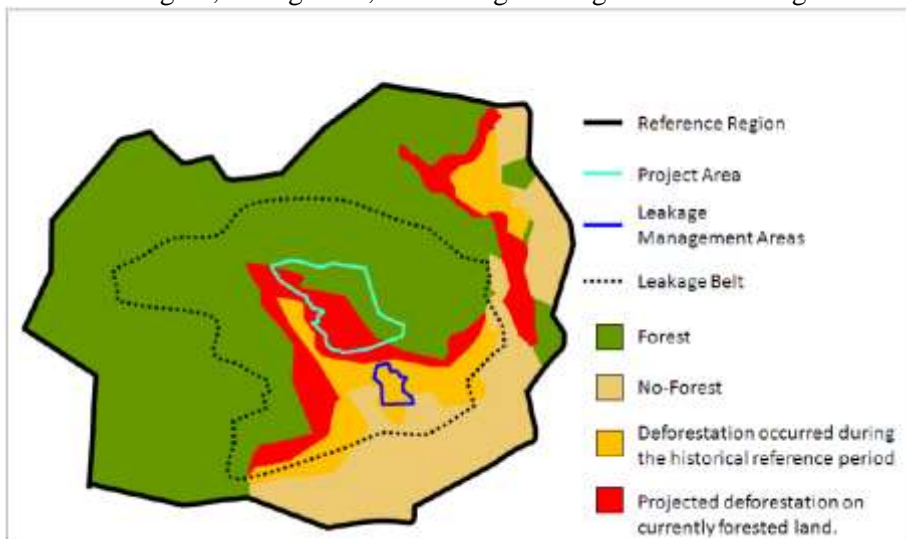 Reference Region
Project Area
Leakage
Management Areas
Leakage Belt
Forest
No-Forest
Deforestation occurred during
the historical reference period
Projected deforestation on
currently forested land.